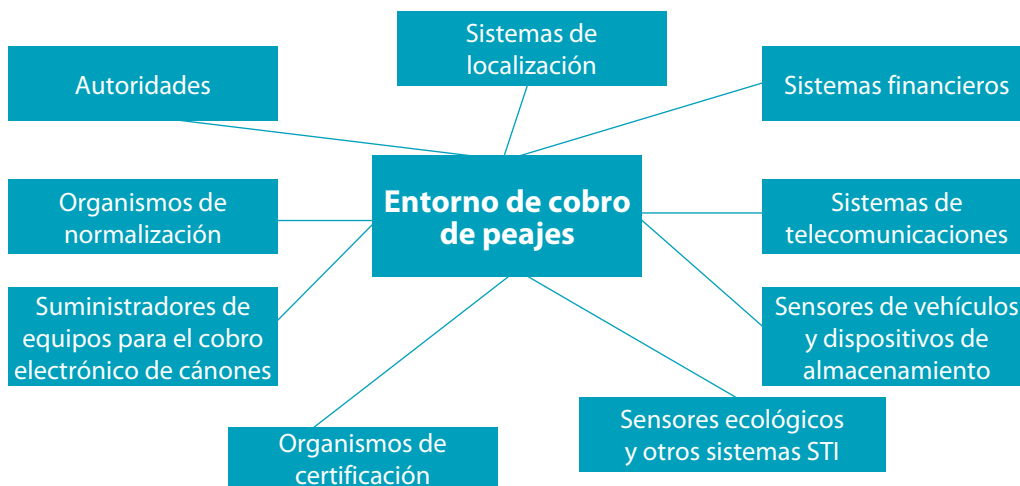 Sistemas de
localización
Autoridades
Sistemas financieros
Entorno de cobro
de peajes
Organismos de
normalización
Sistemas de
telecomunicaciones
Suministradores de
equipos para el cobro
electrónico de cánones
Sensores de vehículos
y dispositivos de
almacenamiento
Sensores ecológicos
y otros sistemas STI
Organismos de
certificación